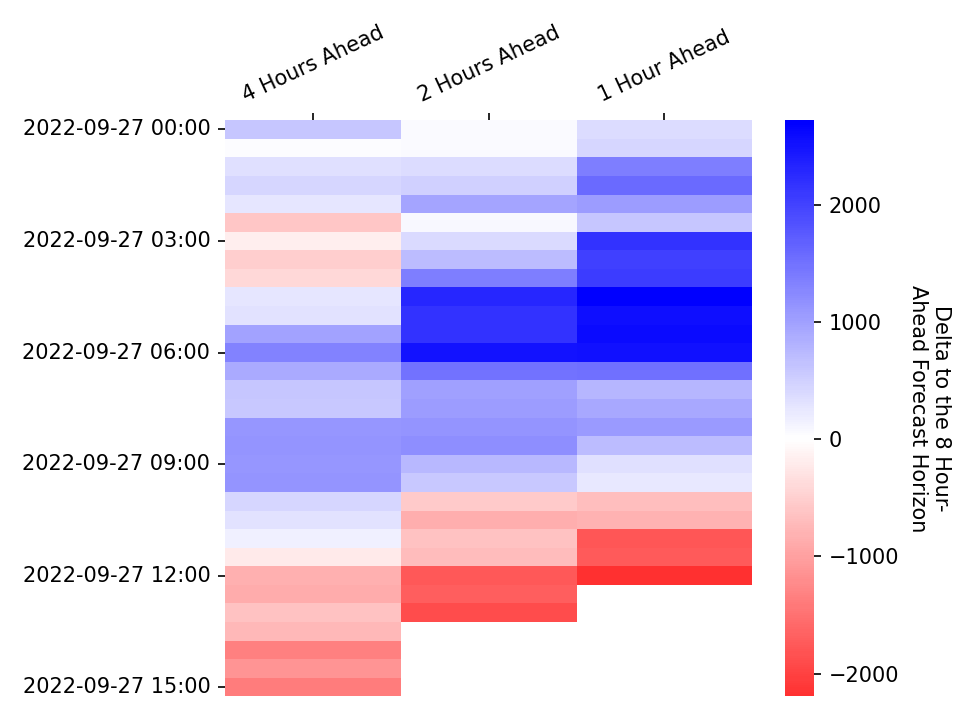 4 Hours Ahead
2 Hours Ahead
1 Hour Ahead
2022-09-27 00:00
2022-09-27 03:00
2022-09-27 06:00
2022-09-27 09:00
2022-09-27 12:00
2022-09-27 15:00
2000
1000
0
−1000
−2000
Delta to the 8 Hour-
Ahead Forecast Horizon